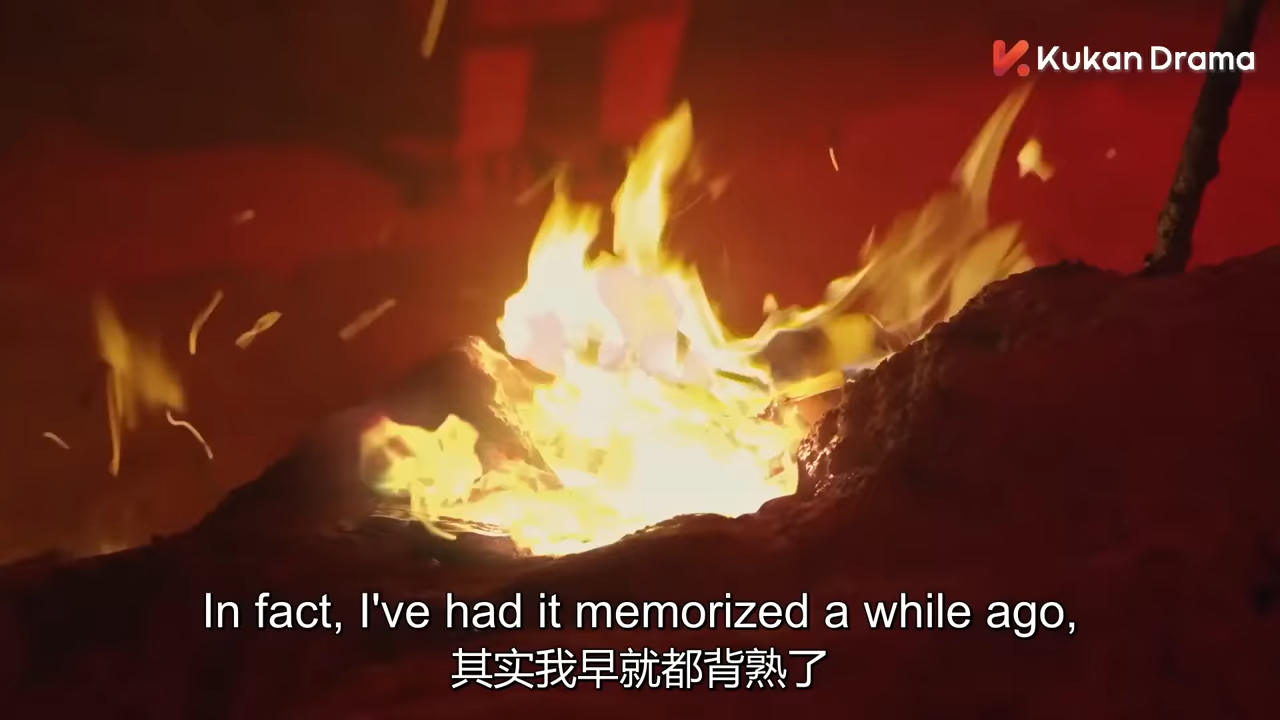 Kukan Drama
In fact, I've had it memorized a while ago,
其实我早就都背熟了